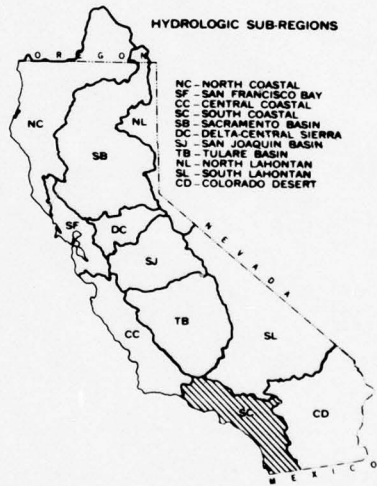 HYDROLOGIC SUB-REGIONS
OREGON
NC – NORTH COASTAL
SF – SAN FRANCISCO BAY
CC – CENTRAL COASTAL
SC – SOUTH COASTAL
SB – SACRAMENTO BASIN
DC – DELTA-CENTRAL SIERRA
SJ – SAN JOAQUIN BASIN
TB – TULARE BASIN
NL – NORTH LAHONTAN
SL – SOUTH LAHONTAN
CD – COLORADO DESERT
NC
NL
SB
SF
DC
NEVADA
SJ
CC
TB
SL
SC
CD
MEXICO